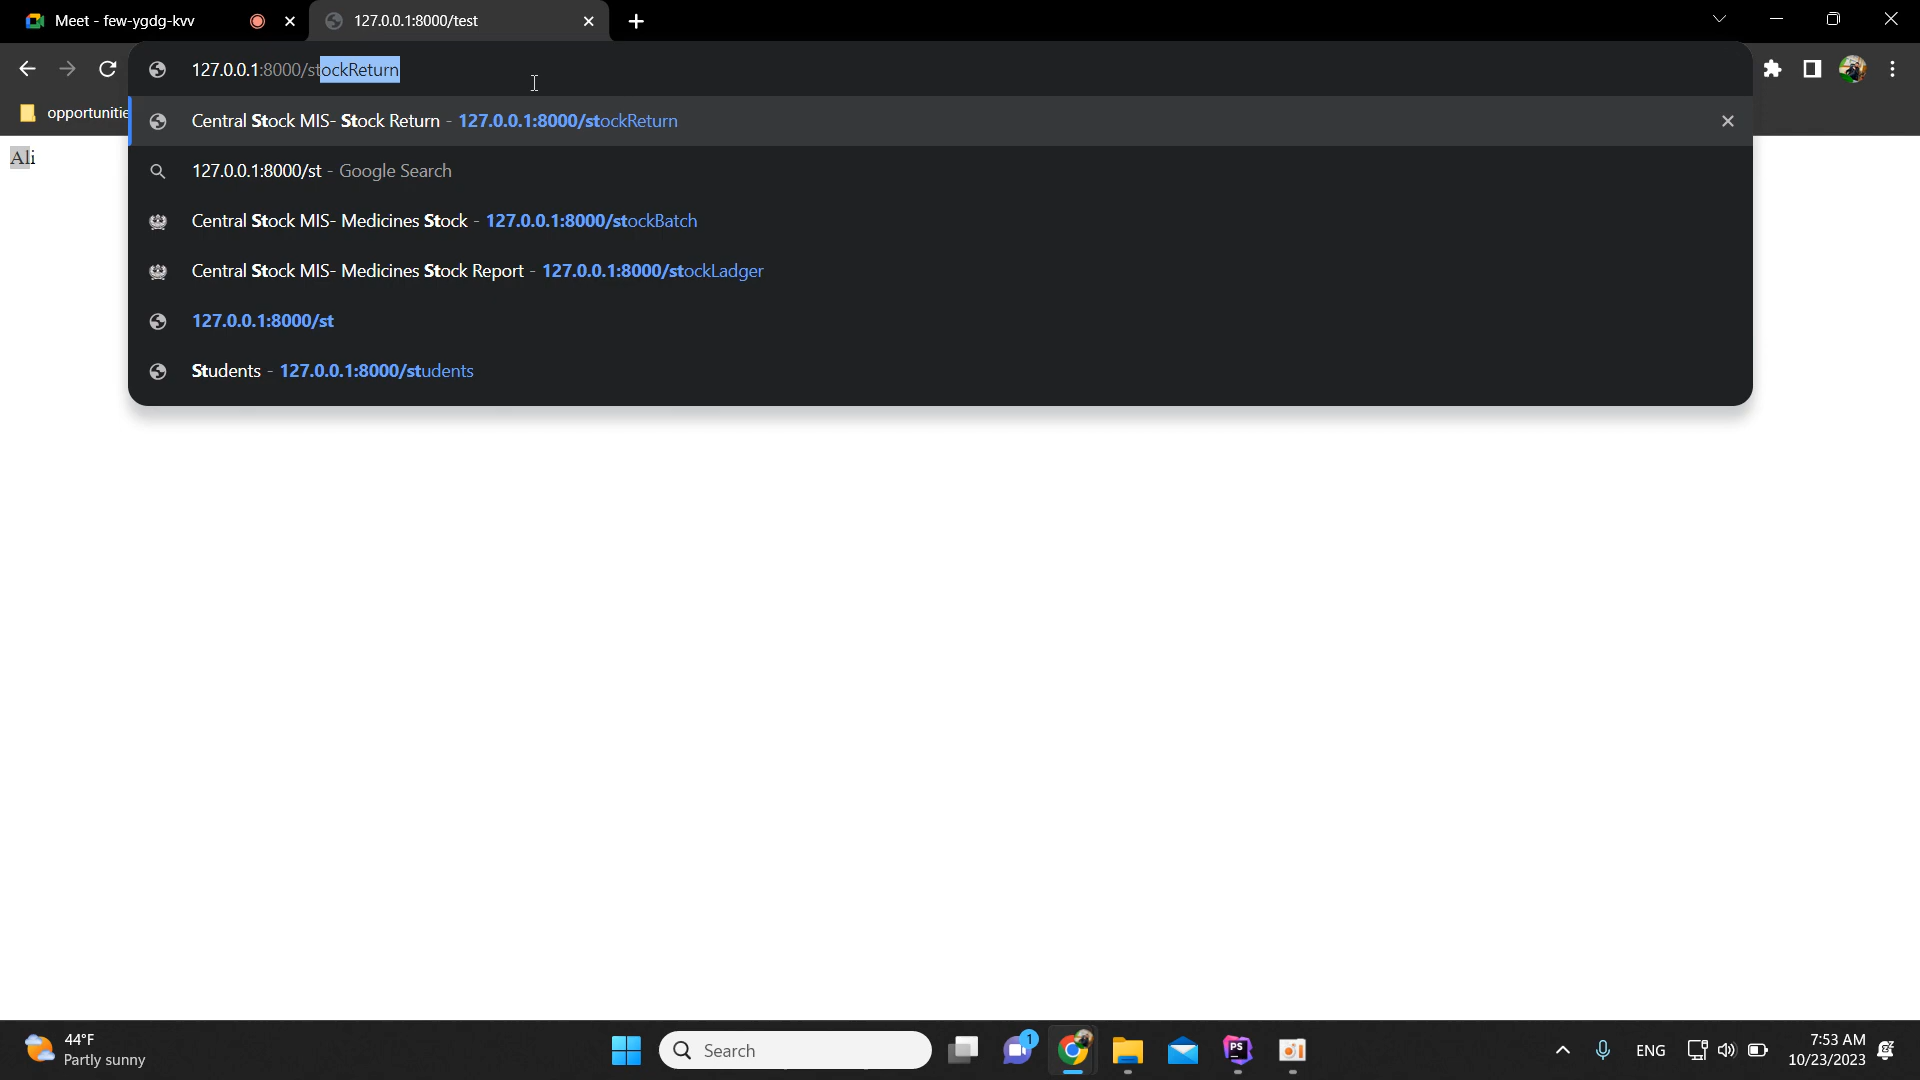 Meet - few-ygdg-kvv
127.0.0.1:8000/test
127.0.0.1:8000/stockReturn
opportunitie
Central Stock MIS- Stock Return - 127.0.0.1:8000/stockReturn
127.0.0.1:8000/st - Google Search
Central Stock MIS- Medicines Stock - 127.0.0.1:8000/stockBatch
Central Stock MIS- Medicines Stock Report - 127.0.0.1:8000/stockLadger
127.0.0.1:8000/st
Students - 127.0.0.1:8000/students
Ali
44°F
Partly sunny
Search
1
PS
ENG
7:53 AM
10/23/2023